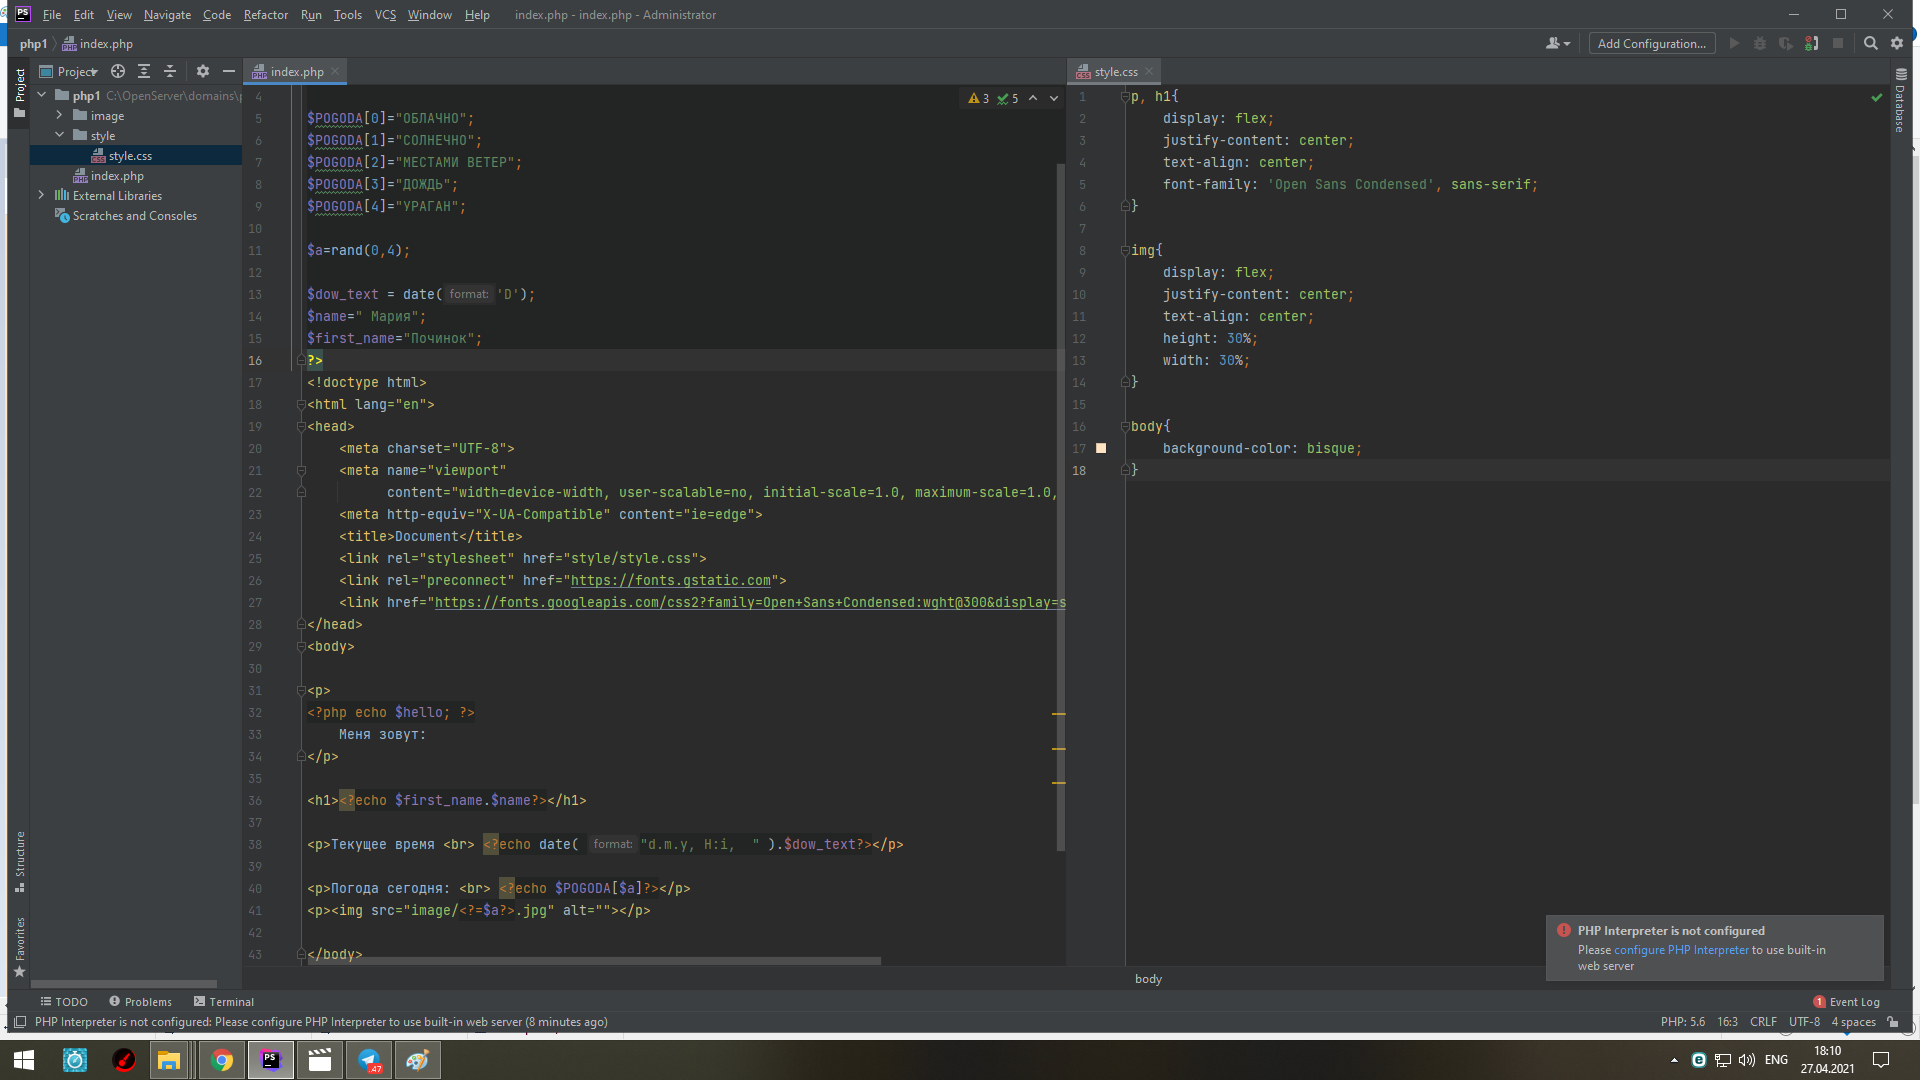 PS File Edit View Navigate Code Refactor Run Tools VCS Window Help index.php - index.php - Administrator
php1 index.php Add Configuration...
Project
index.php
style.css
php1 C:\OpenServer\domains\p
image
style
style.css
index.php
External Libraries
Scratches and Consoles
Project
Structure
Favorites
Database
3 5
4
5 $POGODA[0]="ОБЛАЧНО";
6 $POGODA[1]="СОЛНЕЧНО";
7 $POGODA[2]="МЕСТАМИ ВЕТЕР";
8 $POGODA[3]="ДОЖДЬ";
9 $POGODA[4]="УРАГАН";
10
11 $a=rand(0,4);
12
13 $dow_text = date( format: 'D');
14 $name=" Мария";
15 $first_name="Починок";
16 ?>
17 <!doctype html>
18 <html lang="en">
19 <head>
20 <meta charset="UTF-8">
21 <meta name="viewport"
22 content="width=device-width, user-scalable=no, initial-scale=1.0, maximum-scale=1.0,
23 <meta http-equiv="X-UA-Compatible" content="ie=edge">
24 <title>Document</title>
25 <link rel="stylesheet" href="style/style.css">
26 <link rel="preconnect" href="https://fonts.gstatic.com">
27 <link href="https://fonts.googleapis.com/css2?family=Open+Sans+Condensed:wght@300&display=s
28 </head>
29 <body>
30
31 <p>
32 <?php echo $hello; ?>
33 Меня зовут:
34 </p>
35
36 <h1><?echo $first_name.$name?></h1>
37
38 <p>Текущее время <br> <?echo date( format: "d.m.y, H:i,  " ).$dow_text?></p>
39
40 <p>Погода сегодня: <br> <?echo $POGODA[$a]?></p>
41 <p><img src="image/<?=$a?>.jpg" alt=""></p>
42
43 </body>
1 p, h1{
2 display: flex;
3 justify-content: center;
4 text-align: center;
5 font-family: 'Open Sans Condensed', sans-serif;
6 }
7
8 img{
9 display: flex;
10 justify-content: center;
11 text-align: center;
12 height: 30%;
13 width: 30%;
14 }
15
16 body{
17 background-color: bisque;
18 }
body
PHP Interpreter is not configured
Please configure PHP Interpreter to use built-in
web server
TODO Problems Terminal 1 Event Log
PHP Interpreter is not configured: Please configure PHP Interpreter to use built-in web server (8 minutes ago) PHP: 5.6 16:3 CRLF UTF-8 4 spaces
PS 47 ENG 18:10
27.04.2021